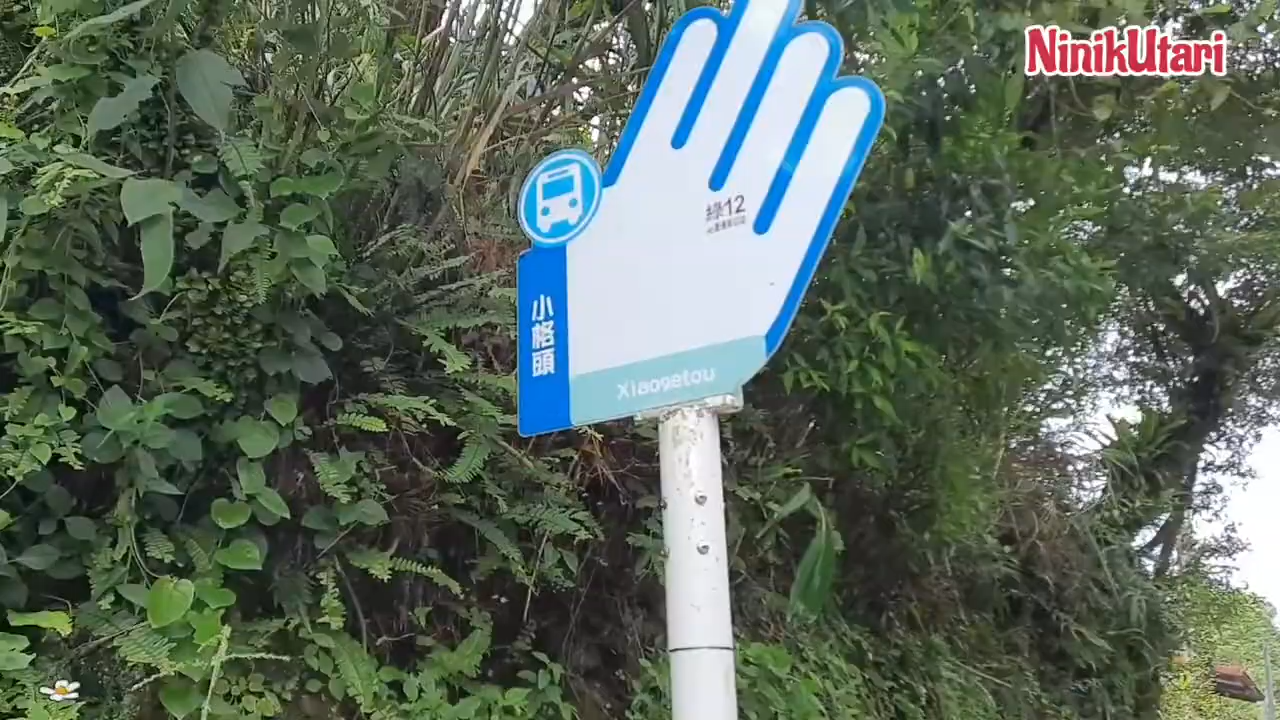 NinikUtari
綠12
小格頭
Xiaogetou